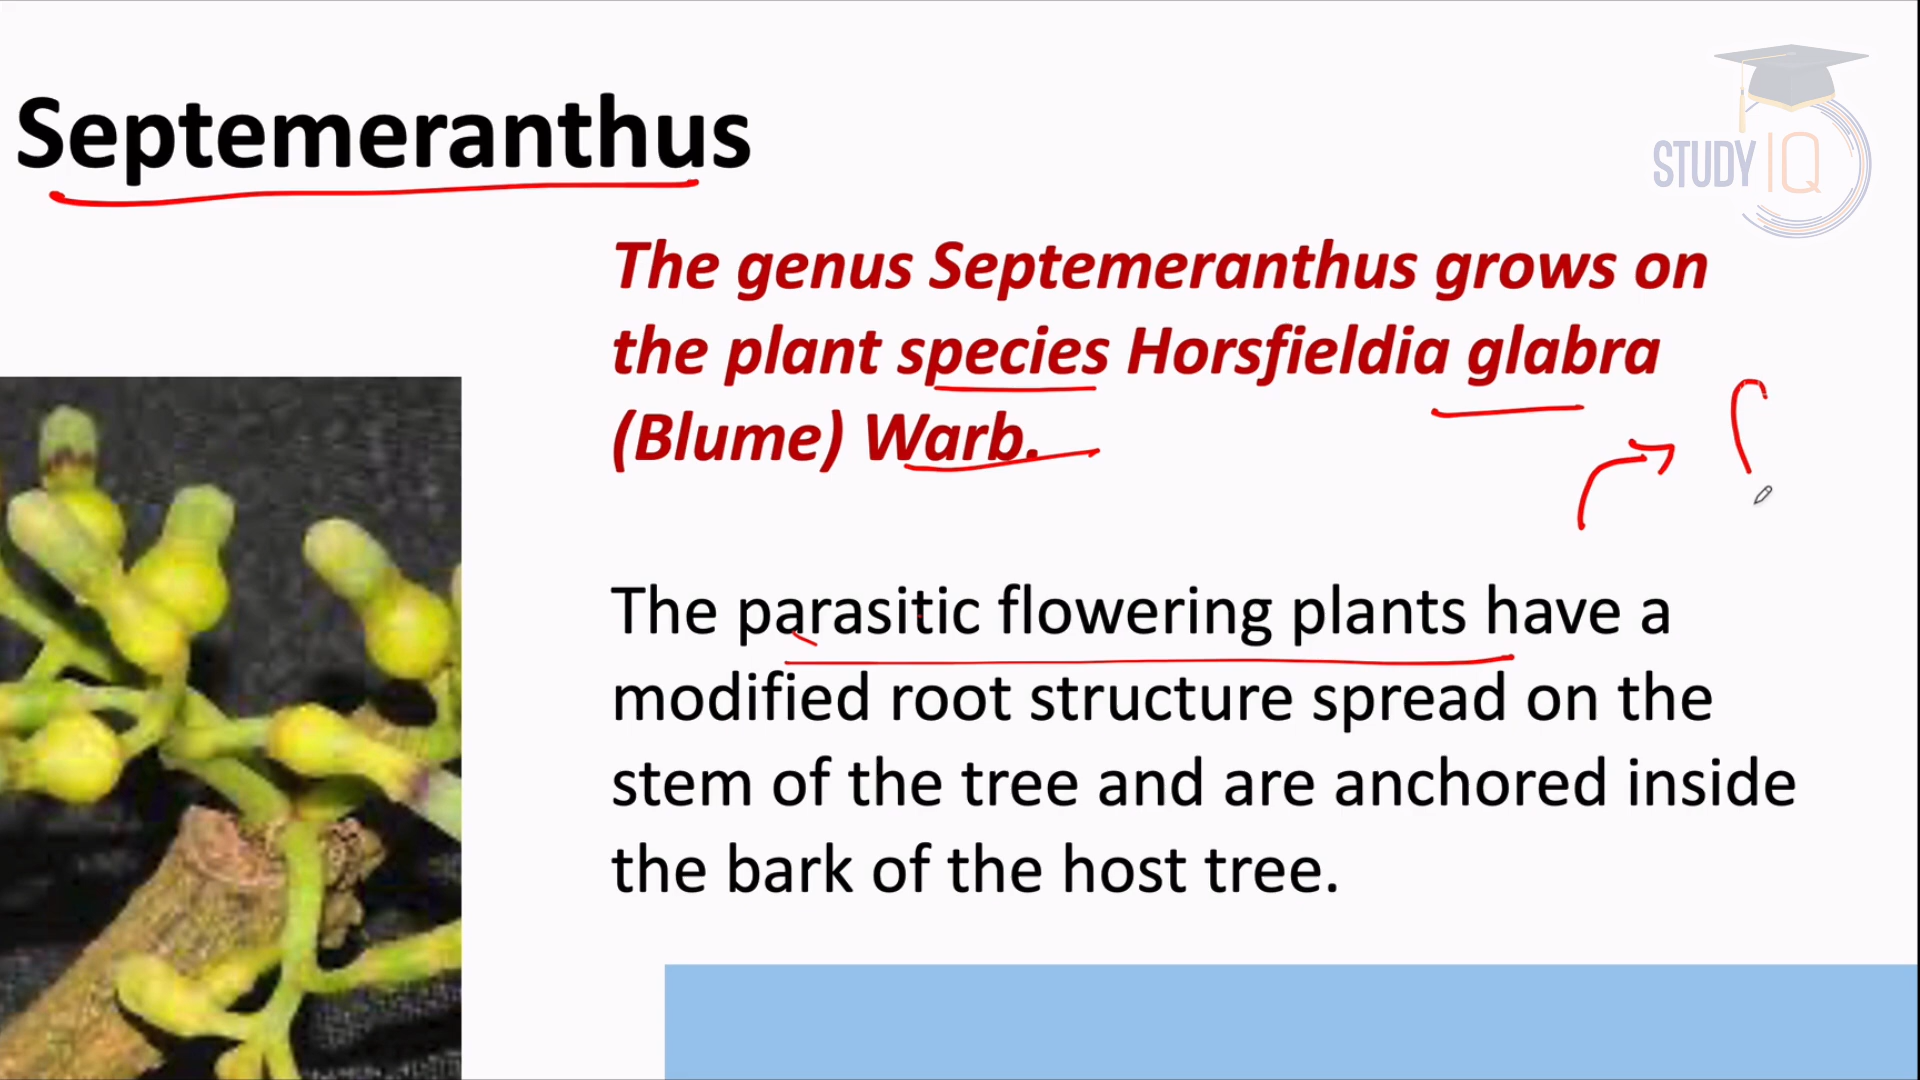 Septemeranthus
STUDY IQ
The genus Septemeranthus grows on
the plant species Horsfieldia glabra
(Blume) Warb.
The parasitic flowering plants have a
modified root structure spread on the
stem of the tree and are anchored inside
the bark of the host tree.